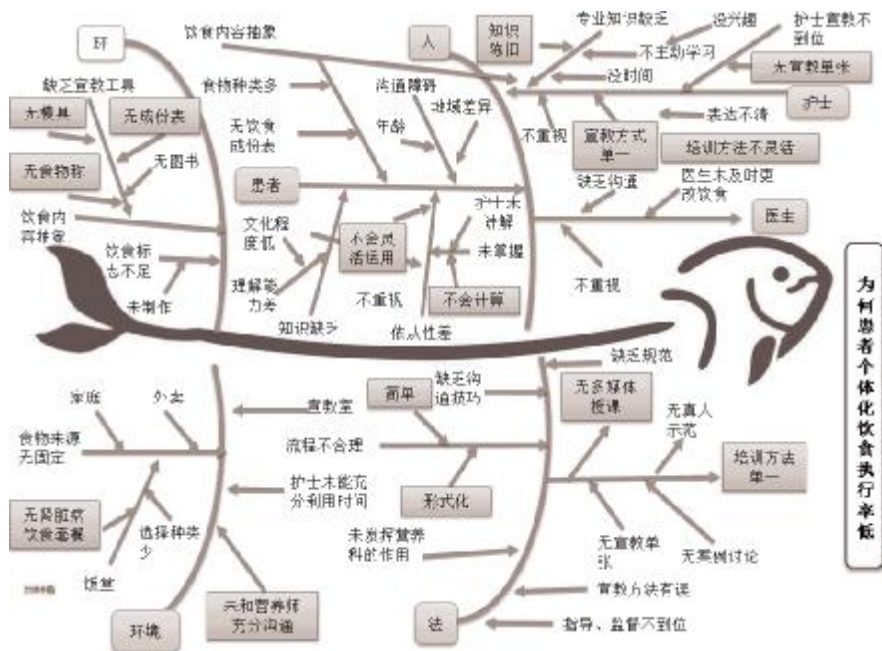 环
饮食内容抽象
人
知识
陈旧
专业知识缺乏
没兴趣
护士宣教不
到位
不主动学习
没时间
无宣教单张
护士
缺乏宣教工具
食物种类多
沟通障碍
地域差异
无模具
无成份表
无饮食
成份表
年龄
不重视
宣教方式
单一
表达不清
培训方法不灵活
无食物称
无图书
患者
缺乏沟通
医生未及时更
改饮食
医生
饮食内
容抽象
文化程
度低
不会灵
活运用
护士未
讲解
未掌握
饮食标
志不足
理解能
力差
不重视
不会计算
不重视
未制作
知识缺乏
依从性差
为何患者个体化饮食执行率低
缺乏规范
家庭
外卖
宣教室
简单
缺乏沟
通技巧
无多媒体
授课
无真人
示范
食物来源
无固定
流程不合理
培训方法
单一
护士未能充
分利用时间
形式化
无肾脏病
饮食套餐
选择种类
少
未发挥营养
科的作用
无宣教单
张
无案例讨论
饭堂
未和营养师
充分沟通
宣教方法有误
环境
法
指导、监督不到位